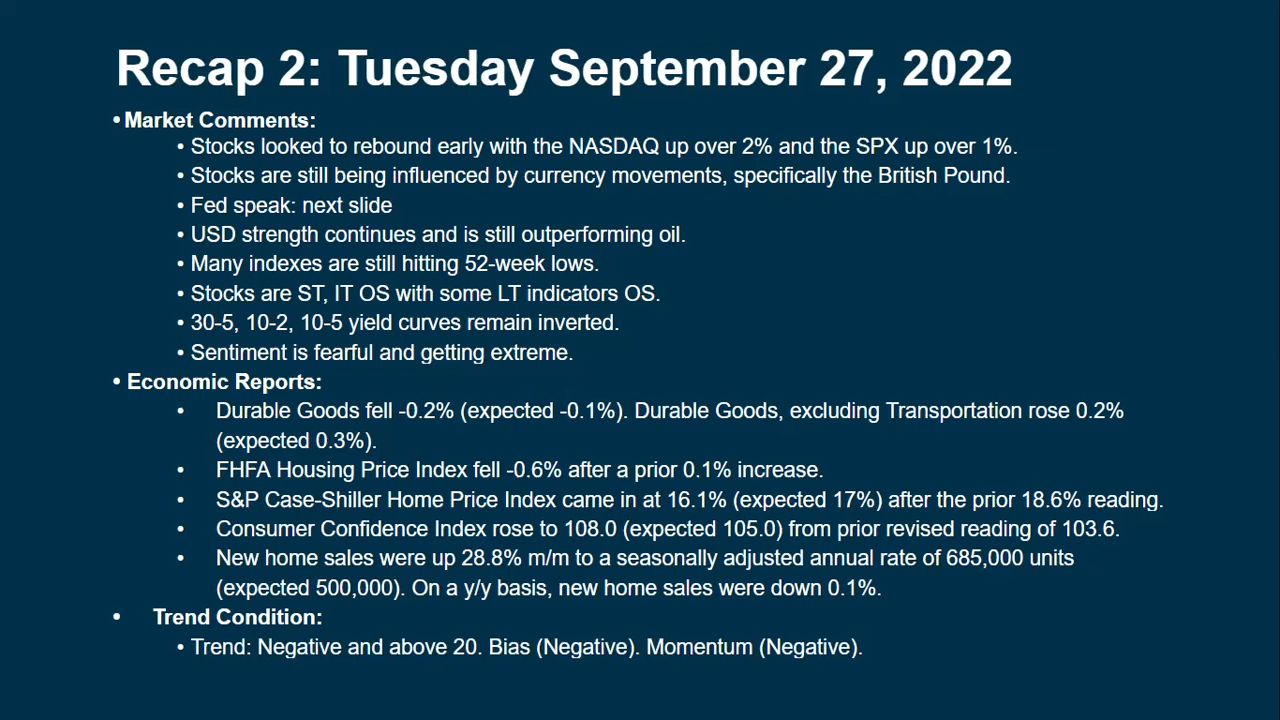 Recap 2: Tuesday September 27, 2022
• Market Comments:
• Stocks looked to rebound early with the NASDAQ up over 2% and the SPX up over 1%.
• Stocks are still being influenced by currency movements, specifically the British Pound.
• Fed speak: next slide
• USD strength continues and is still outperforming oil.
• Many indexes are still hitting 52-week lows.
• Stocks are ST, IT OS with some LT indicators OS.
• 30-5, 10-2, 10-5 yield curves remain inverted.
• Sentiment is fearful and getting extreme.
• Economic Reports:
• Durable Goods fell -0.2% (expected -0.1%). Durable Goods, excluding Transportation rose 0.2%
(expected 0.3%).
• FHFA Housing Price Index fell -0.6% after a prior 0.1% increase.
• S&P Case-Shiller Home Price Index came in at 16.1% (expected 17%) after the prior 18.6% reading.
• Consumer Confidence Index rose to 108.0 (expected 105.0) from prior revised reading of 103.6.
• New home sales were up 28.8% m/m to a seasonally adjusted annual rate of 685,000 units
(expected 500,000). On a y/y basis, new home sales were down 0.1%.
• Trend Condition:
• Trend: Negative and above 20. Bias (Negative). Momentum (Negative).